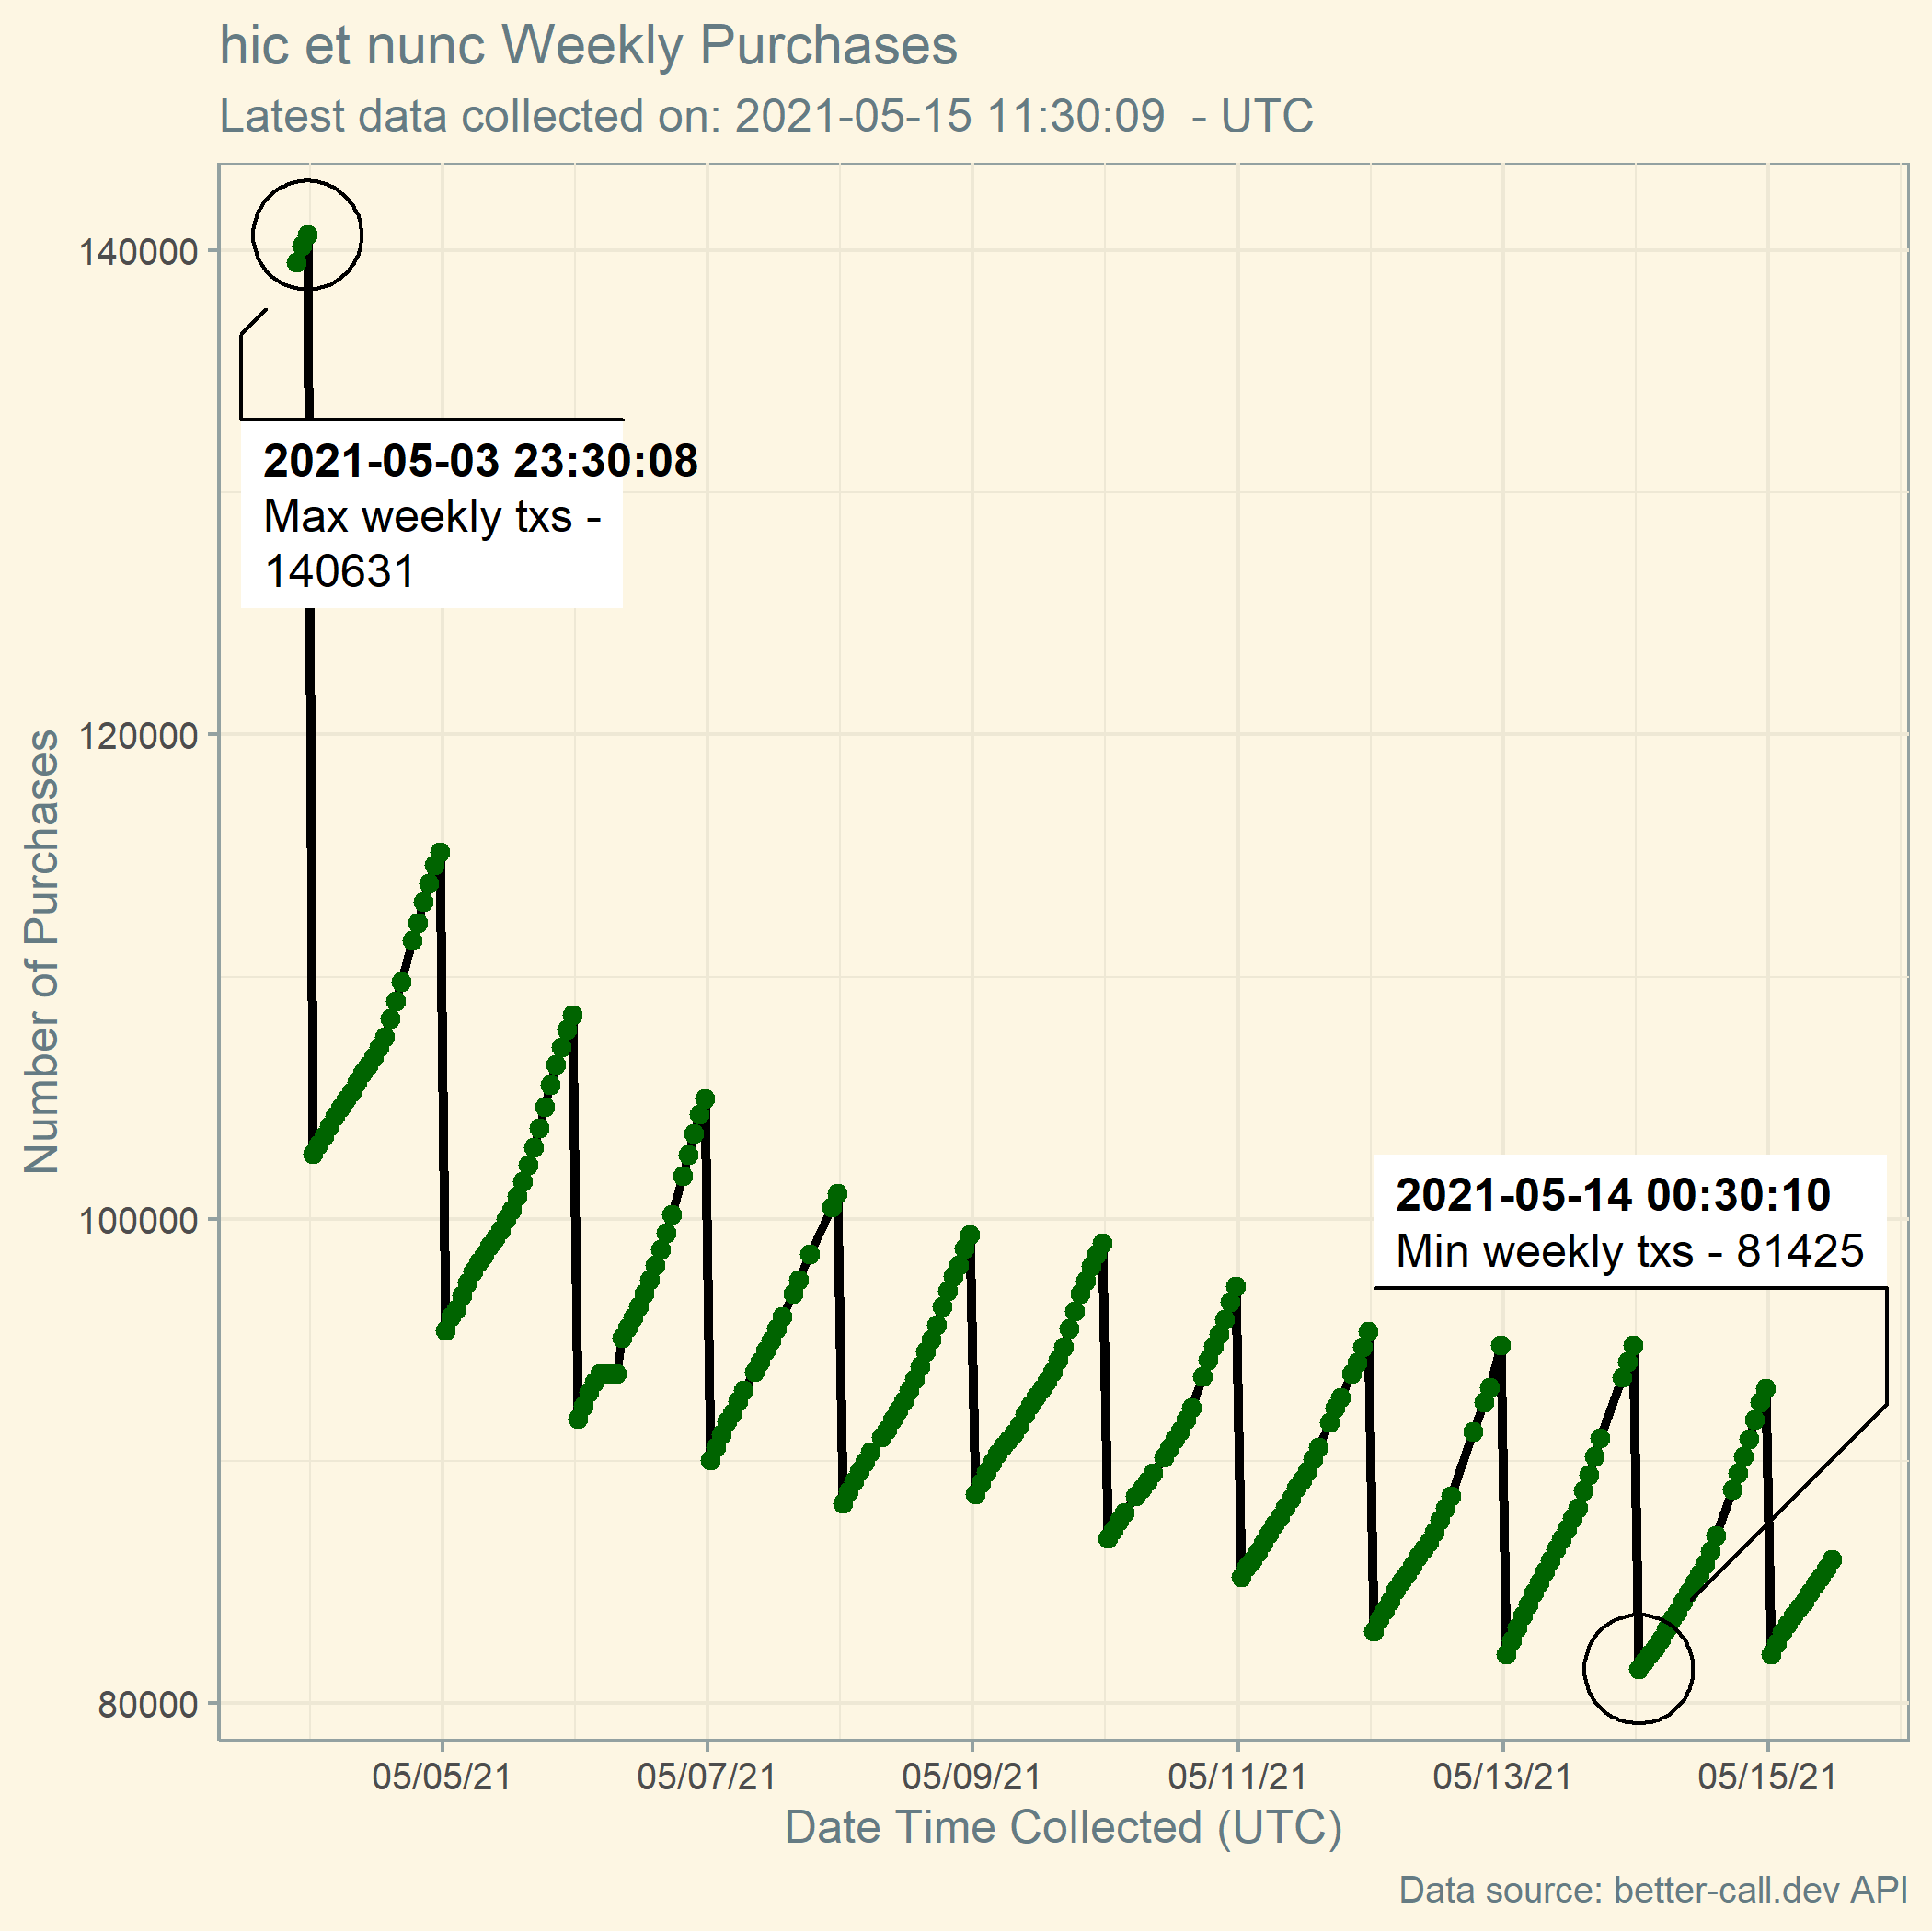 hic et nunc Weekly Purchases
Latest data collected on: 2021-05-15 11:30:09  - UTC
Number of Purchases
140000
120000
100000
80000
2021-05-03 23:30:08
Max weekly txs -
140631
2021-05-14 00:30:10
Min weekly txs - 81425
05/05/21
05/07/21
05/09/21
05/11/21
05/13/21
05/15/21
Date Time Collected (UTC)
Data source: better-call.dev API